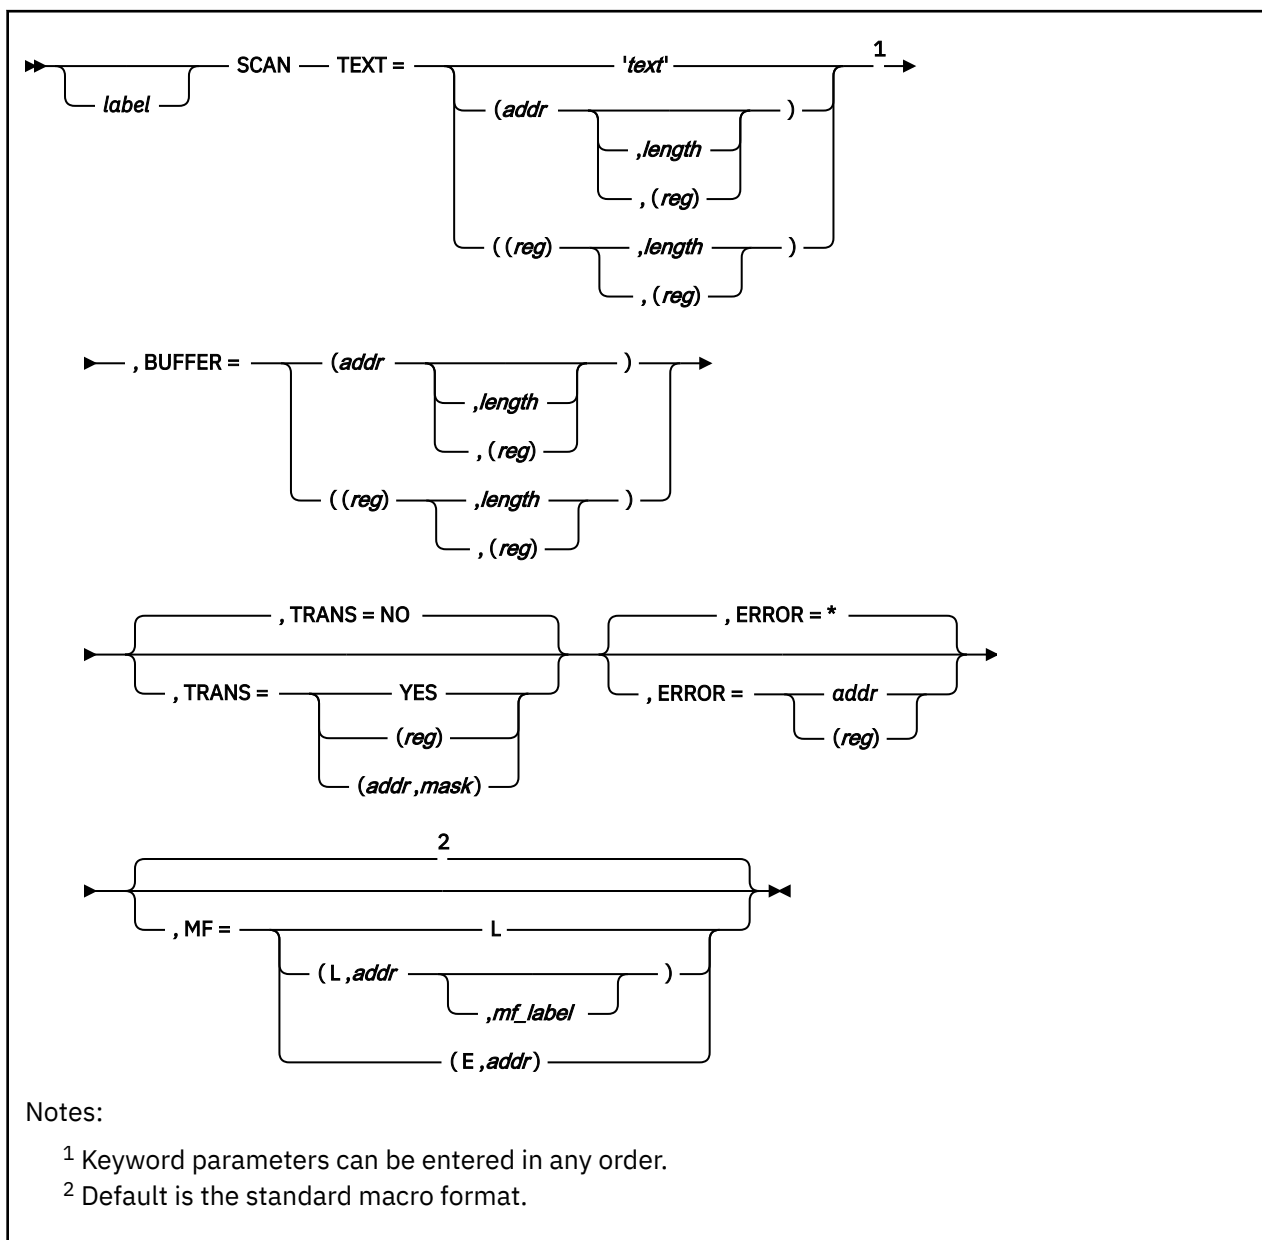 1
SCAN TEXT = 'text'
label
(addr )
,length
, (reg)
( (reg) ,length )
, (reg)
, BUFFER = (addr )
,length
, (reg)
( (reg) ,length )
, (reg)
, TRANS = NO , ERROR = *
, TRANS = YES , ERROR = addr
(reg) (reg)
(addr ,mask)
2
, MF = L
( L ,addr )
,mf_label
( E ,addr)
Notes:
1 Keyword parameters can be entered in any order.
2 Default is the standard macro format.